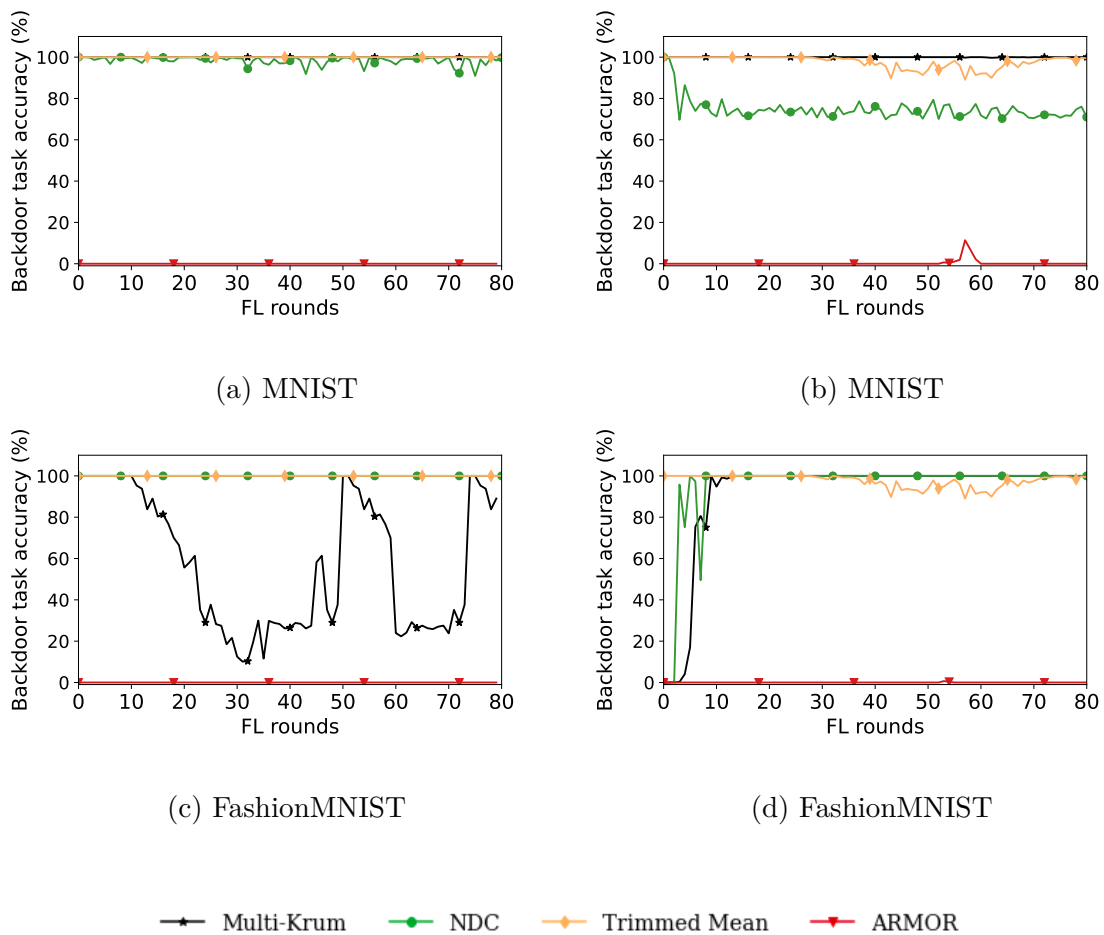 Backdoor task accuracy (%)
100
80
60
40
20
0
0 10 20 30 40 50 60 70 80
FL rounds
(a) MNIST
Backdoor task accuracy (%)
100
80
60
40
20
0
0 10 20 30 40 50 60 70 80
FL rounds
(b) MNIST
Backdoor task accuracy (%)
100
80
60
40
20
0
0 10 20 30 40 50 60 70 80
FL rounds
(c) FashionMNIST
Backdoor task accuracy (%)
100
80
60
40
20
0
0 10 20 30 40 50 60 70 80
FL rounds
(d) FashionMNIST
Multi-Krum NDC Trimmed Mean ARMOR